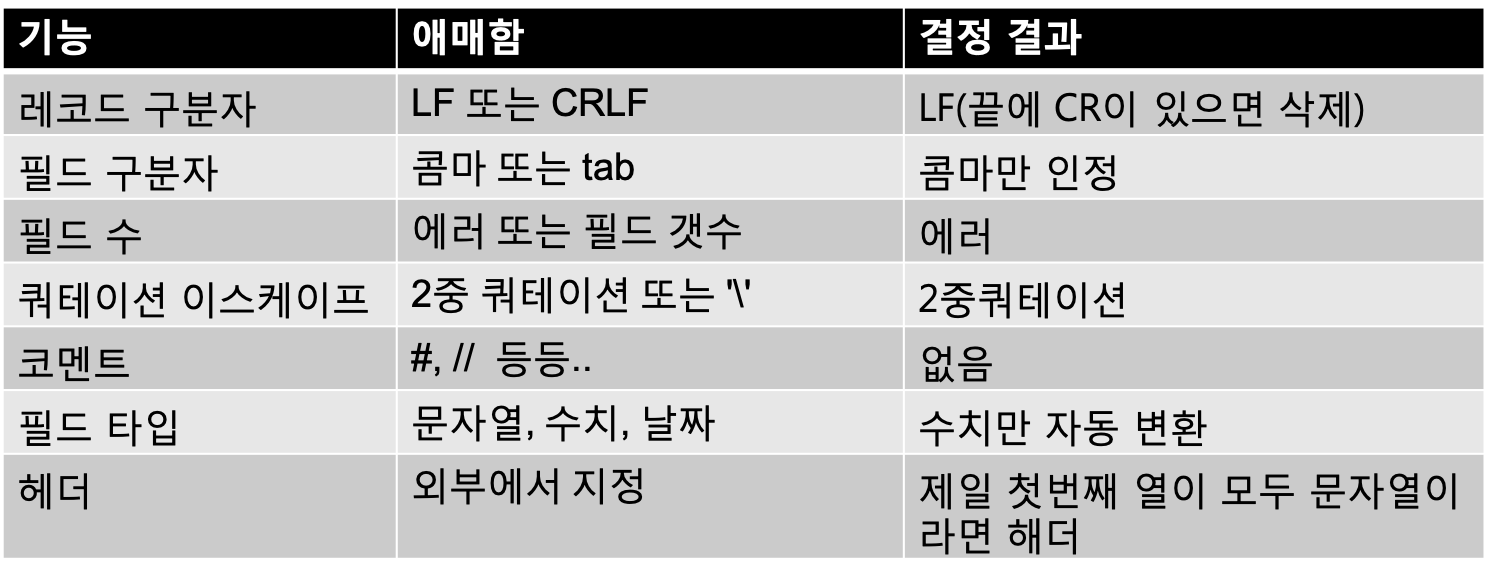 기능 애매함 결정 결과
레코드 구분자 LF 또는 CRLF LF(끝에 CR이 있으면 삭제)
필드 구분자 콤마 또는 tab 콤마만 인정
필드 수 에러 또는 필드 갯수 에러
쿼테이션 이스케이프 2중 쿼테이션 또는 '\' 2중쿼테이션
코멘트 #, // 등등.. 없음
필드 타입 문자열, 수치, 날짜 수치만 자동 변환
헤더 외부에서 지정 제일 첫번째 열이 모두 문자열이
라면 해더